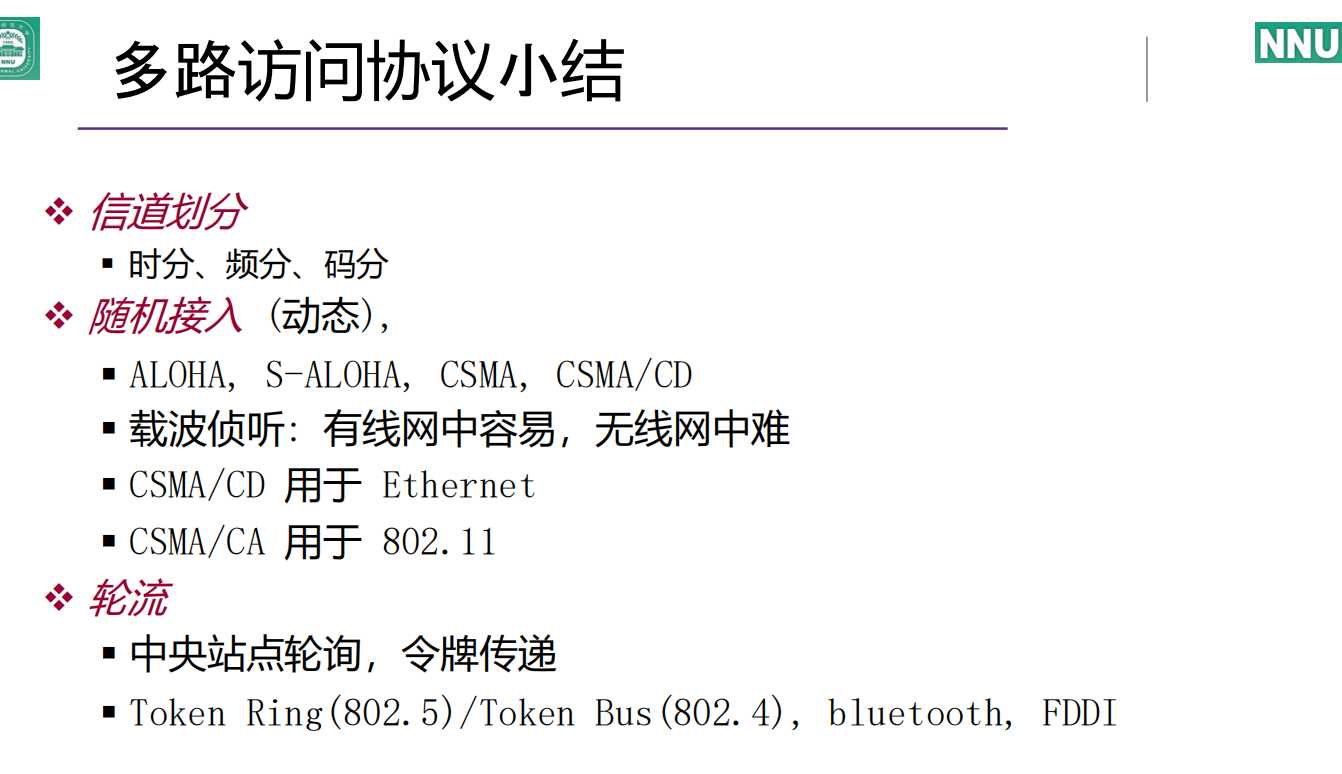 NNU
NNU
多路访问协议小结
信道划分
时分、频分、码分
随机接入 (动态),
ALOHA, S-ALOHA, CSMA, CSMA/CD
载波侦听：有线网中容易，无线网中难
CSMA/CD 用于 Ethernet
CSMA/CA 用于 802.11
轮流
中央站点轮询，令牌传递
Token Ring(802.5)/Token Bus(802.4), bluetooth, FDDI